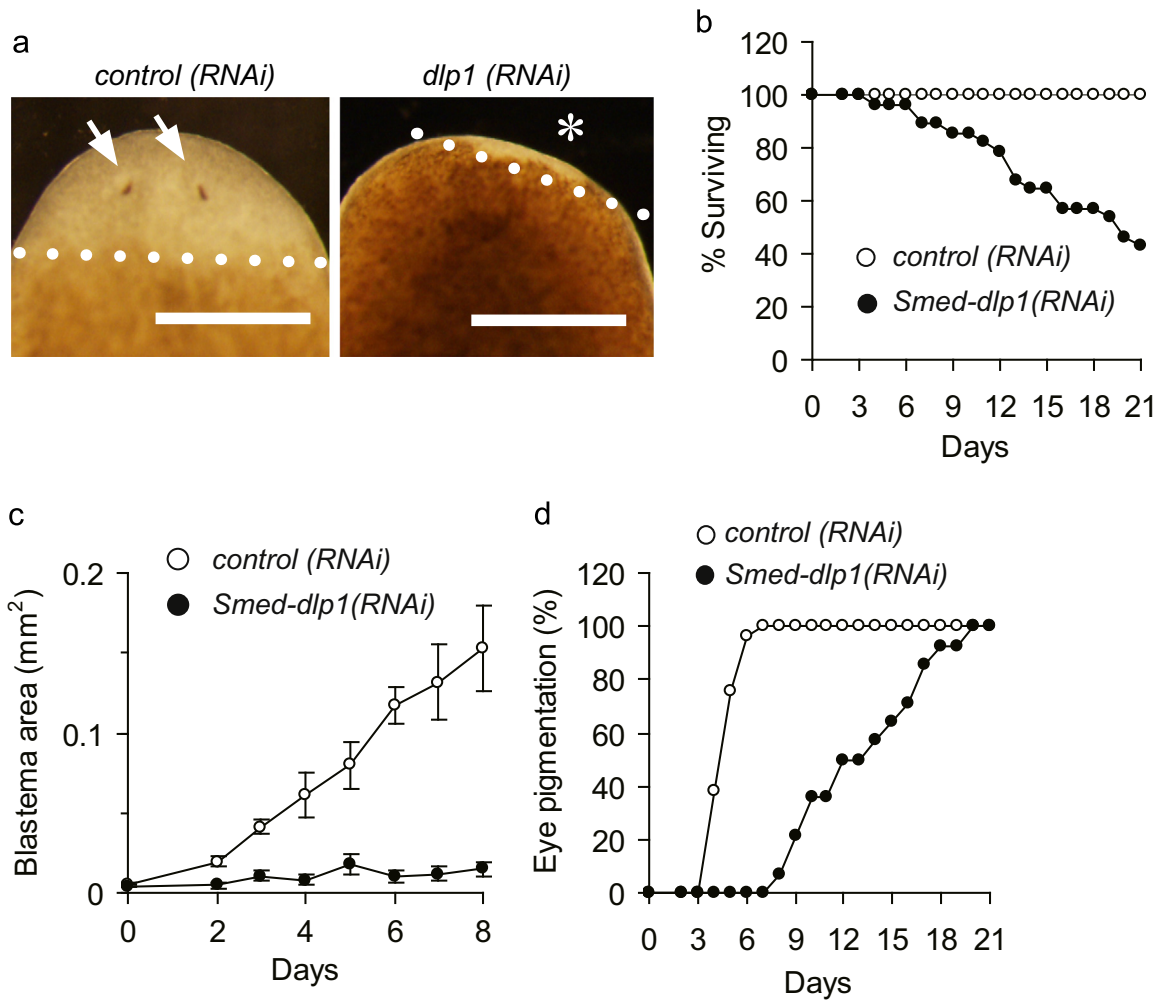 a
control (RNAi)
dlp1 (RNAi)
*
b
120
100
80
60
40
20
0
% Surviving
control (RNAi)
Smed-dlp1(RNAi)
0 3 6 9 12 15 18 21
Days
c
control (RNAi)
Smed-dlp1(RNAi)
0.2
0.1
0
Blastema area (mm²)
0 2 4 6 8
Days
d
control (RNAi)
Smed-dlp1(RNAi)
120
100
80
60
40
20
0
Eye pigmentation (%)
0 3 6 9 12 15 18 21
Days